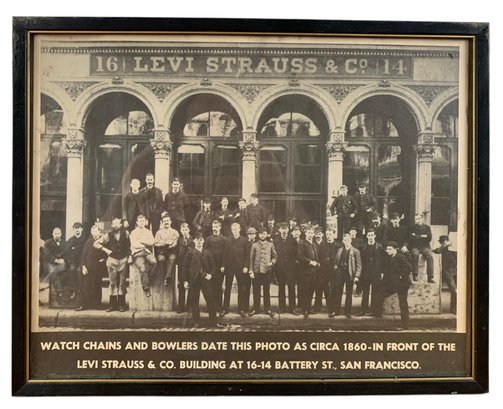 16 LEVI STRAUSS & Co. 14
WATCH CHAINS AND BOWLERS DATE THIS PHOTO AS CIRCA 1860-IN FRONT OF THE
LEVI STRAUSS & CO. BUILDING AT 16-14 BATTERY ST., SAN FRANCISCO.